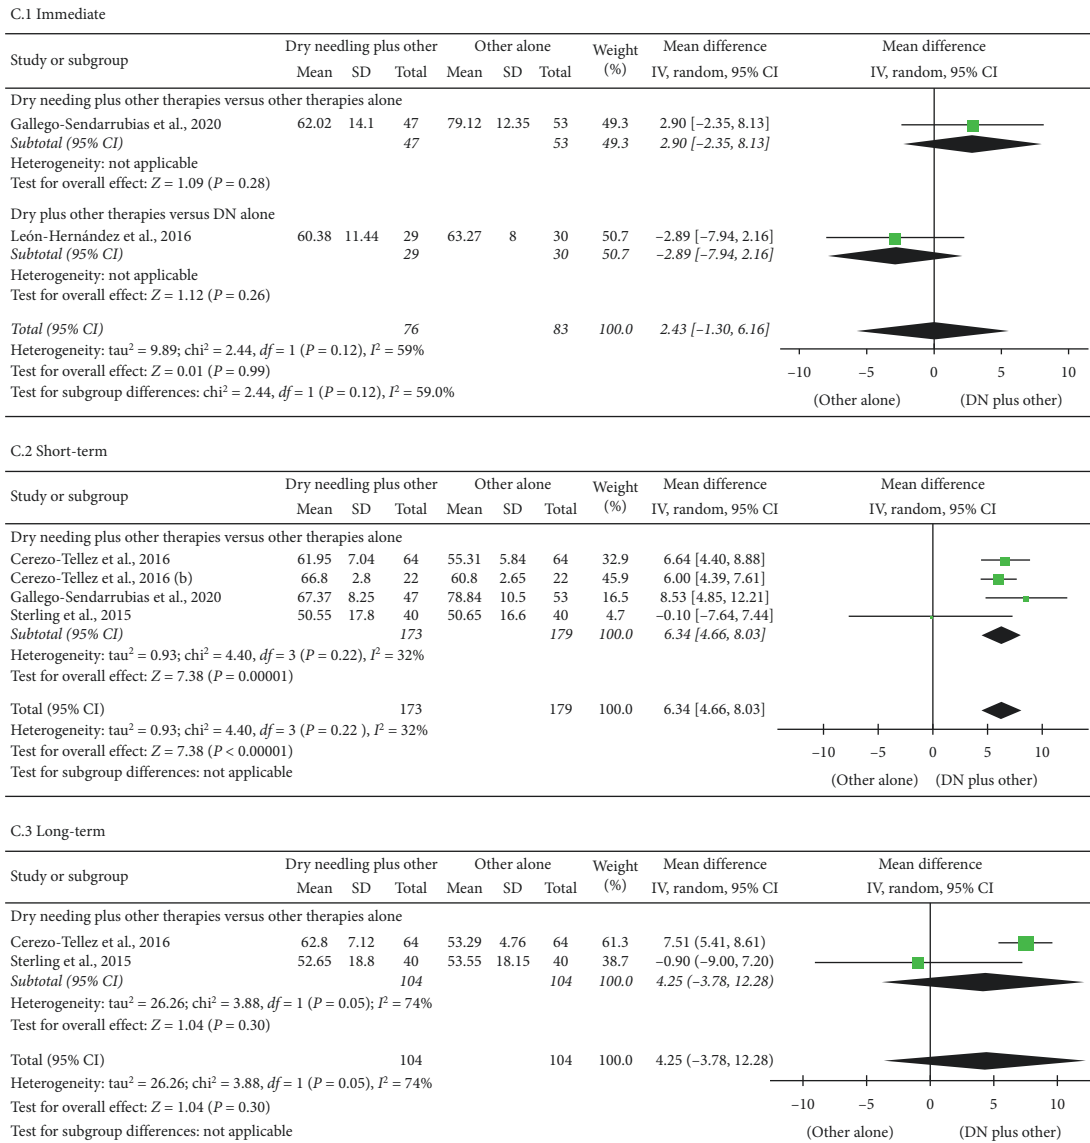 C.1 Immediate
Study or subgroup Dry needling plus other Other alone Weight (%) Mean difference Mean difference
Mean SD Total Mean SD Total IV, random, 95% CI IV, random, 95% CI
Dry needing plus other therapies versus other therapies alone
Gallego-Sendarrubias et al., 2020 62.02 14.1 47 79.12 12.35 53 49.3 2.90 [–2.35, 8.13]
Subtotal (95% CI) 47 53 49.3 2.90 [–2.35, 8.13]
Heterogeneity: not applicable
Test for overall effect: Z = 1.09 (P = 0.28)
Dry plus other therapies versus DN alone
León-Hernández et al., 2016 60.38 11.44 29 63.27 8 30 50.7 –2.89 [–7.94, 2.16]
Subtotal (95% CI) 29 30 50.7 –2.89 [–7.94, 2.16]
Heterogeneity: not applicable
Test for overall effect: Z = 1.12 (P = 0.26)
Total (95% CI) 76 83 100.0 2.43 [–1.30, 6.16]
Heterogeneity: tau² = 9.89; chi² = 2.44, df = 1 (P = 0.12), I² = 59%
Test for overall effect: Z = 0.01 (P = 0.99)
–10 –5 0 5 10
Test for subgroup differences: chi² = 2.44, df = 1 (P = 0.12), I² = 59.0%
(Other alone) (DN plus other)
C.2 Short-term
Study or subgroup Dry needling plus other Other alone Weight (%) Mean difference Mean difference
Mean SD Total Mean SD Total IV, random, 95% CI IV, random, 95% CI
Dry needling plus other therapies versus other therapies alone
Cerezo-Tellez et al., 2016 61.95 7.04 64 55.31 5.84 64 32.9 6.64 [4.40, 8.88]
Cerezo-Tellez et al., 2016 (b) 66.8 2.8 22 60.8 2.65 22 45.9 6.00 [4.39, 7.61]
Gallego-Sendarrubias et al., 2020 67.37 8.25 47 78.84 10.5 53 16.5 8.53 [4.85, 12.21]
Sterling et al., 2015 50.55 17.8 40 50.65 16.6 40 4.7 –0.10 [–7.64, 7.44]
Subtotal (95% CI) 173 179 100.0 6.34 [4.66, 8.03]
Heterogeneity: tau² = 0.93; chi² = 4.40, df = 3 (P = 0.22), I² = 32%
Test for overall effect: Z = 7.38 (P = 0.00001)
Total (95% CI) 173 179 100.0 6.34 [4.66, 8.03]
Heterogeneity: tau² = 0.93; chi² = 4.40, df = 3 (P = 0.22 ), I² = 32%
Test for overall effect: Z = 7.38 (P < 0.00001)
–10 –5 0 5 10
Test for subgroup differences: not applicable
(Other alone) (DN plus other)
C.3 Long-term
Study or subgroup Dry needling plus other Other alone Weight (%) Mean difference Mean difference
Mean SD Total Mean SD Total IV, random, 95% CI IV, random, 95% CI
Dry needing plus other therapies versus other therapies alone
Cerezo-Tellez et al., 2016 62.8 7.12 64 53.29 4.76 64 61.3 7.51 (5.41, 8.61)
Sterling et al., 2015 52.65 18.8 40 53.55 18.15 40 38.7 –0.90 (–9.00, 7.20)
Subtotal (95% CI) 104 104 100.0 4.25 (–3.78, 12.28)
Heterogeneity: tau² = 26.26; chi² = 3.88, df = 1 (P = 0.05); I² = 74%
Test for overall effect: Z = 1.04 (P = 0.30)
Total (95% CI) 104 104 100.0 4.25 (–3.78, 12.28)
Heterogeneity: tau² = 26.26; chi² = 3.88, df = 1 (P = 0.05), I² = 74%
Test for overall effect: Z = 1.04 (P = 0.30)
–10 –5 0 5 10
Test for subgroup differences: not applicable
(Other alone) (DN plus other)